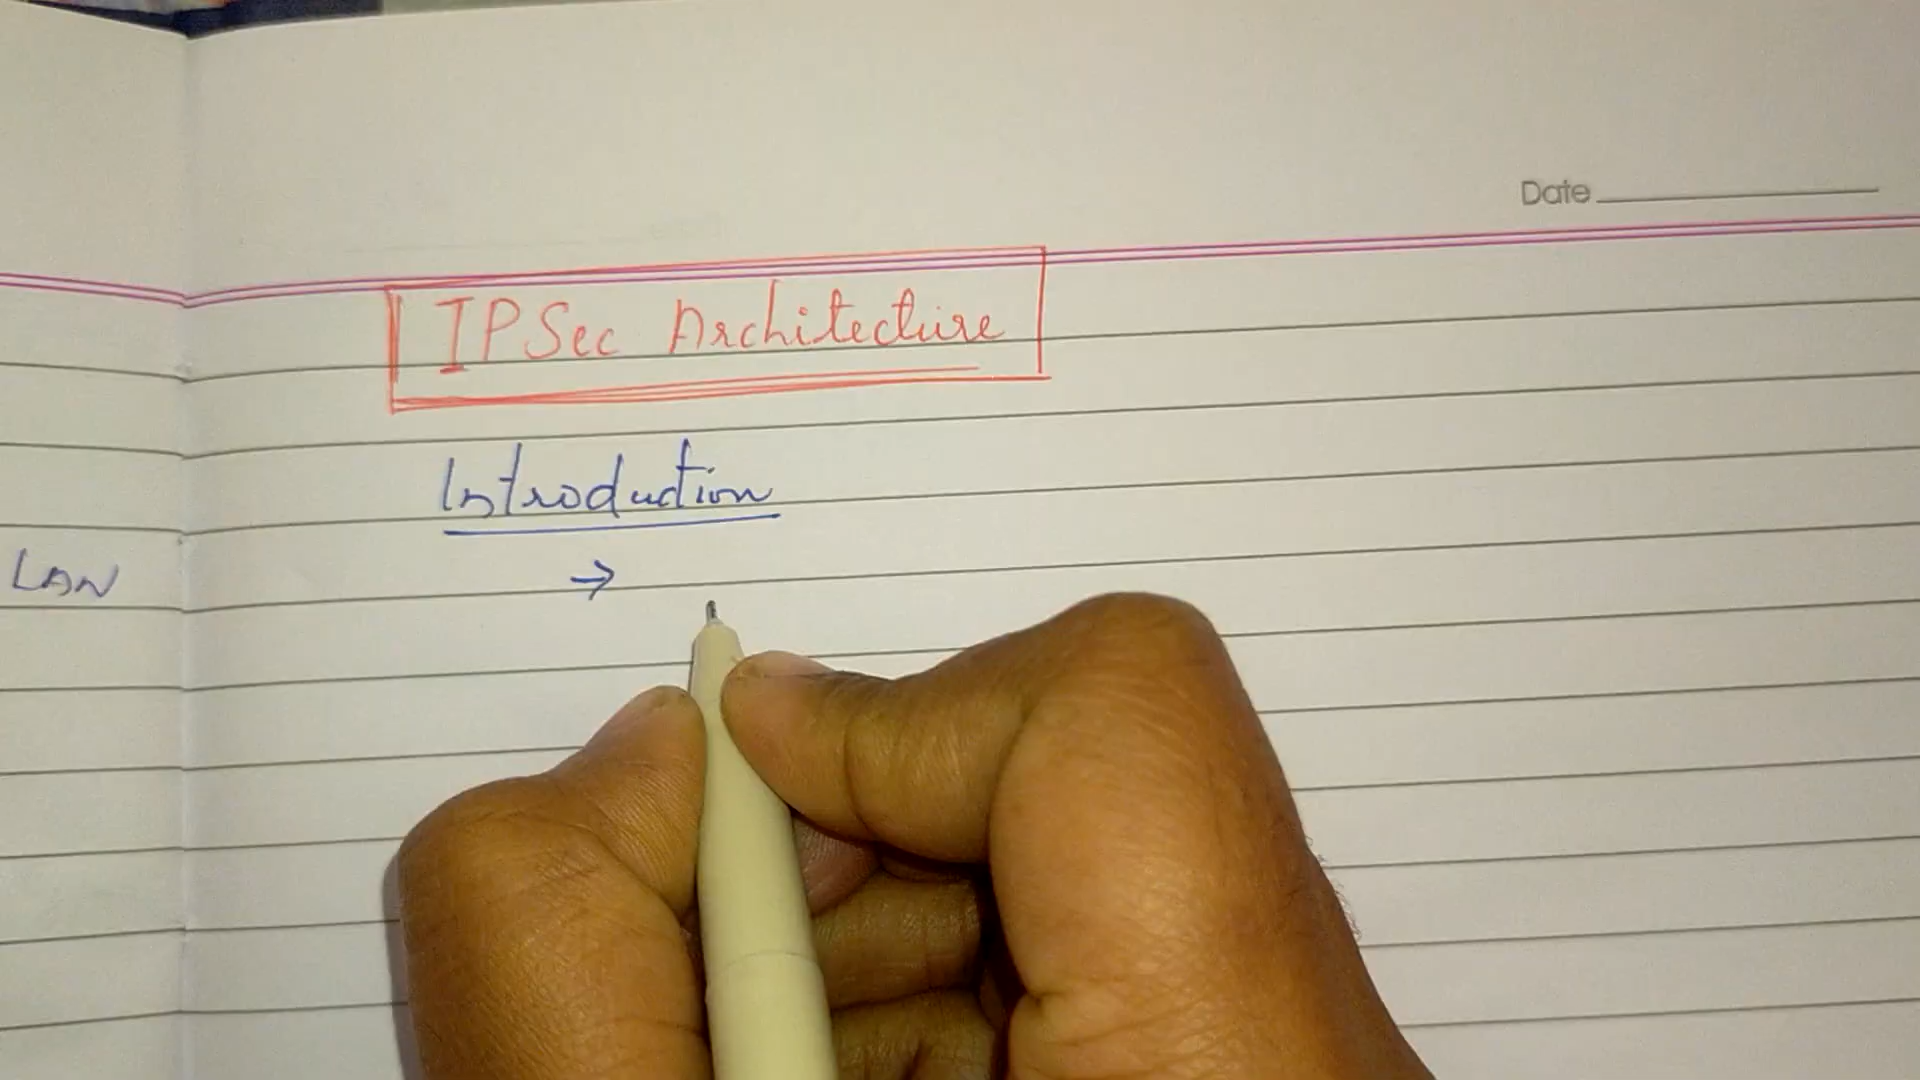 Date
IPSec Architecture
Introduction
→
LAN